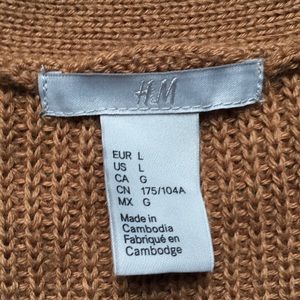 H&M
EUR L
US L
CA G
CN 175/104A
MX G
Made in
Cambodia
Fabriqué en
Cambodge